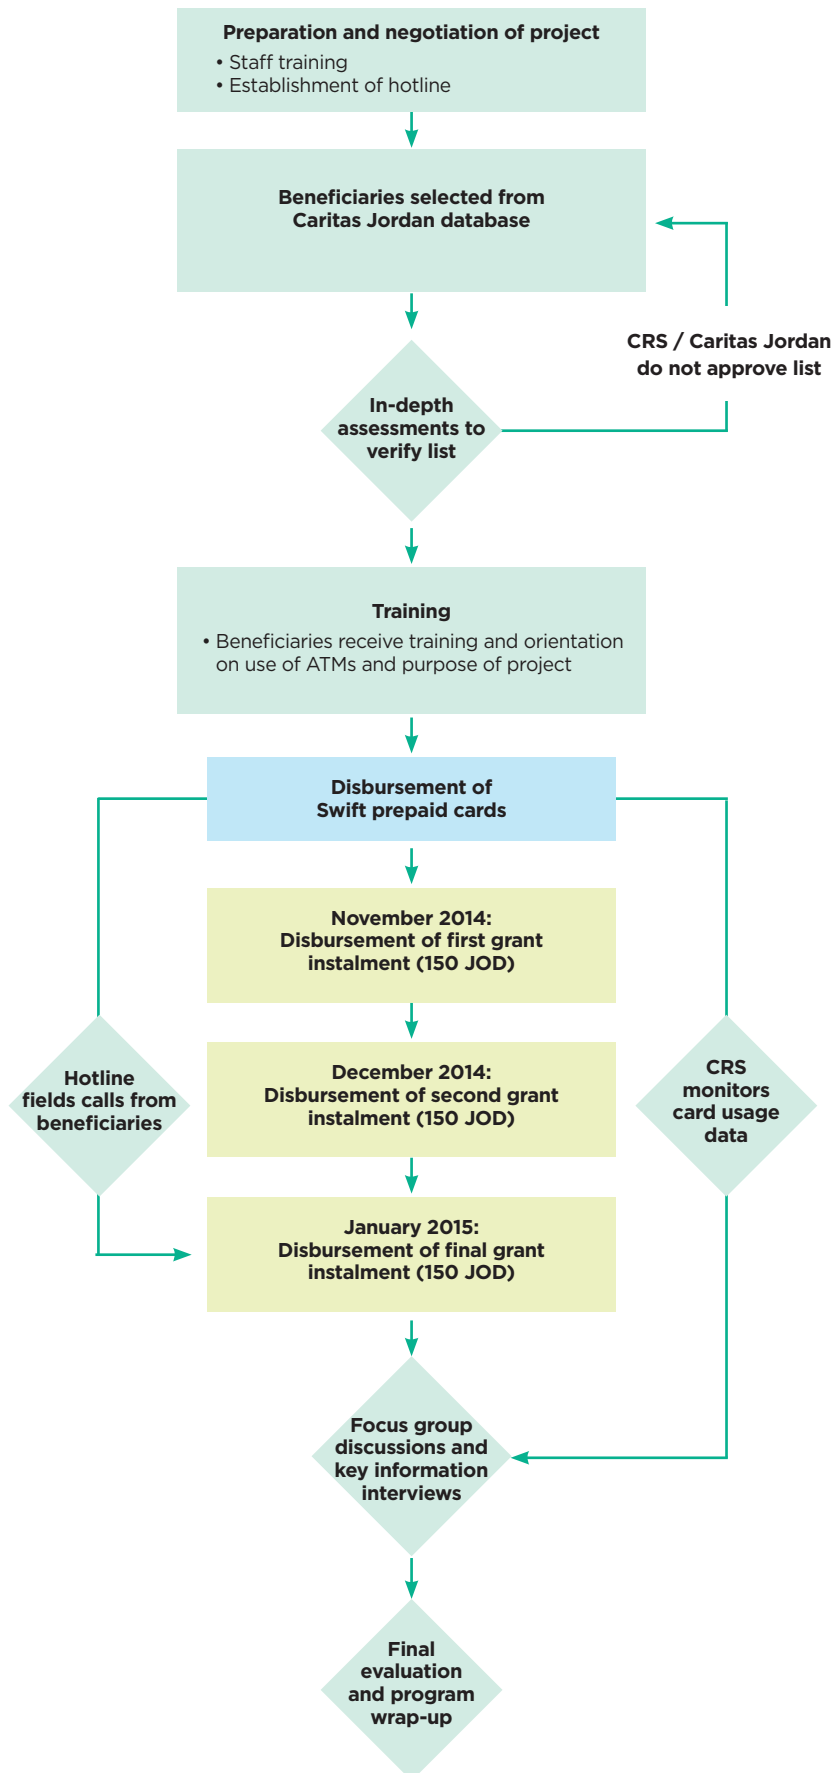 Preparation and negotiation of project
• Staff training
• Establishment of hotline
Beneficiaries selected from
Caritas Jordan database
CRS / Caritas Jordan
do not approve list
In-depth
assessments to
verify list
Training
• Beneficiaries receive training and orientation
on use of ATMs and purpose of project
Disbursement of
Swift prepaid cards
November 2014:
Disbursement of first grant
instalment (150 JOD)
Hotline
fields calls from
beneficiaries
December 2014:
Disbursement of second grant
instalment (150 JOD)
CRS
monitors
card usage
data
January 2015:
Disbursement of final grant
instalment (150 JOD)
Focus group
discussions and
key information
interviews
Final
evaluation
and program
wrap-up